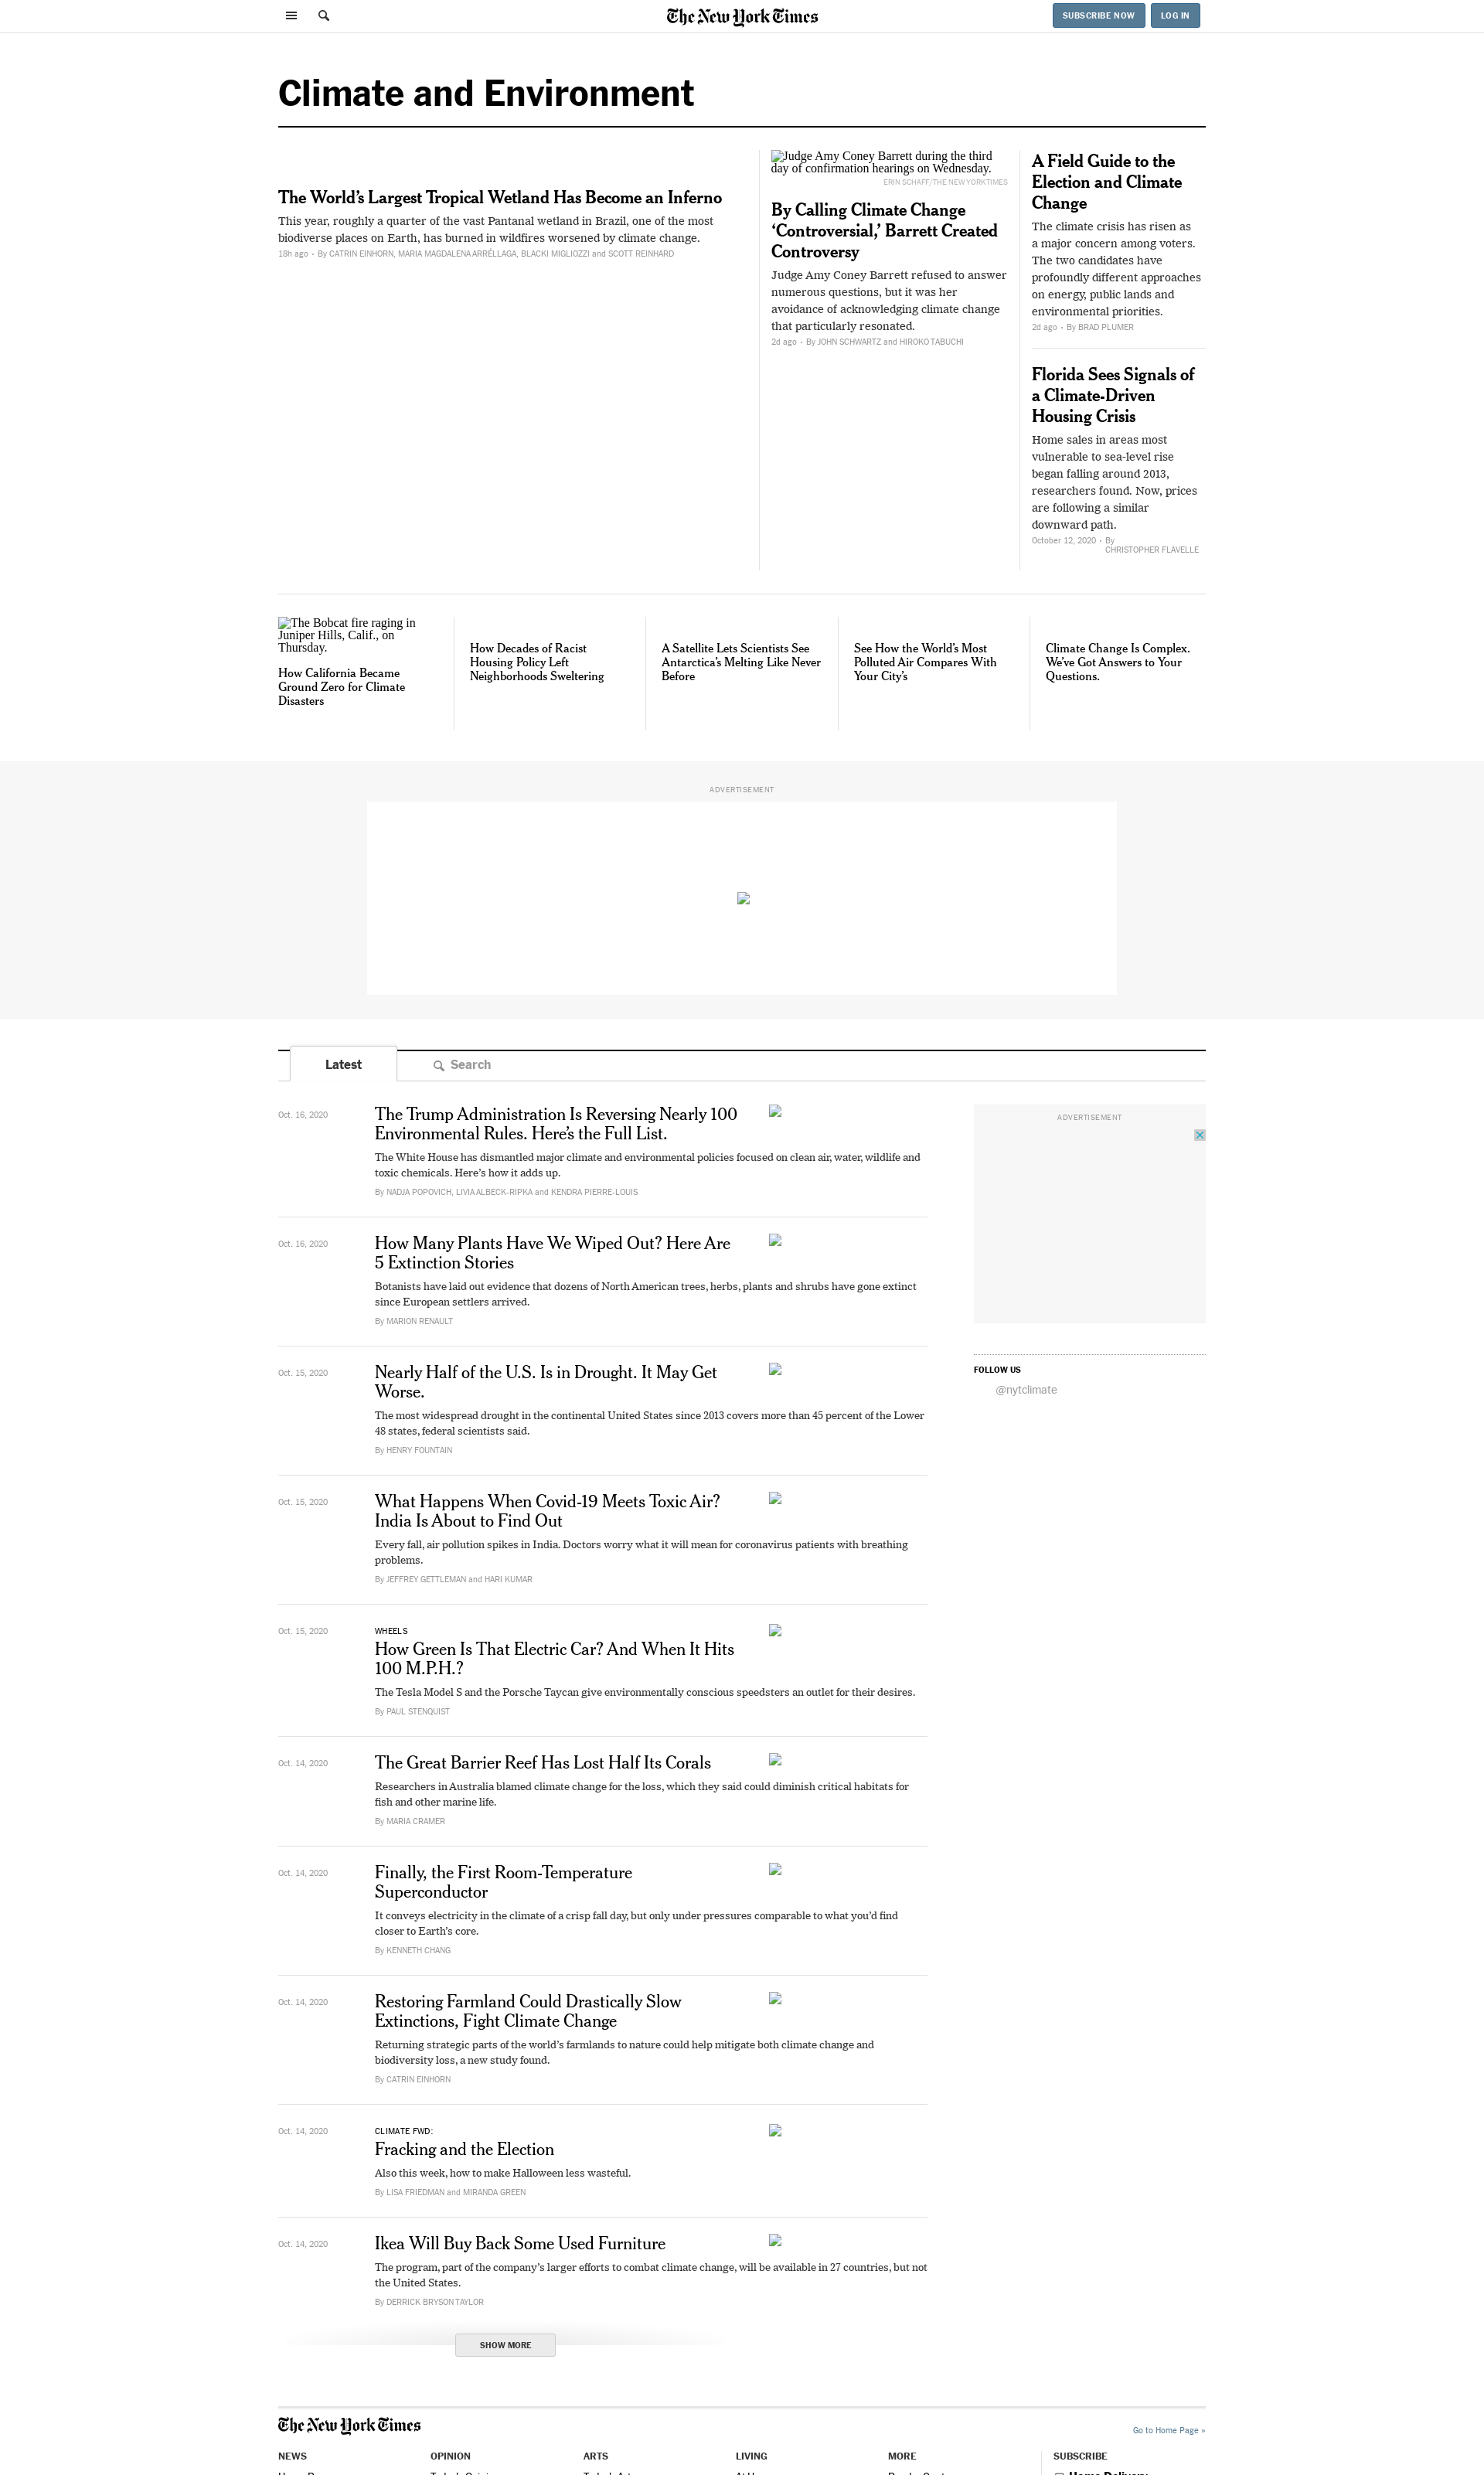 The New York Times
SUBSCRIBE NOW
LOG IN
Climate and Environment
The World’s Largest Tropical Wetland Has Become an Inferno
This year, roughly a quarter of the vast Pantanal wetland in Brazil, one of the most
biodiverse places on Earth, has burned in wildfires worsened by climate change.
18h ago • By CATRIN EINHORN, MARIA MAGDALENA ARRÉLLAGA, BLACKI MIGLIOZZI and SCOTT REINHARD
Judge Amy Coney Barrett during the third
day of confirmation hearings on Wednesday.
ERIN SCHAFF/THE NEW YORK TIMES
By Calling Climate Change
‘Controversial,’ Barrett Created
Controversy
Judge Amy Coney Barrett refused to answer
numerous questions, but it was her
avoidance of acknowledging climate change
that particularly resonated.
2d ago • By JOHN SCHWARTZ and HIROKO TABUCHI
A Field Guide to the
Election and Climate
Change
The climate crisis has risen as
a major concern among voters.
The two candidates have
profoundly different approaches
on energy, public lands and
environmental priorities.
2d ago • By BRAD PLUMER
Florida Sees Signals of
a Climate-Driven
Housing Crisis
Home sales in areas most
vulnerable to sea-level rise
began falling around 2013,
researchers found. Now, prices
are following a similar
downward path.
October 12, 2020 • By
CHRISTOPHER FLAVELLE
The Bobcat fire raging in
Juniper Hills, Calif., on
Thursday.
How California Became
Ground Zero for Climate
Disasters
How Decades of Racist
Housing Policy Left
Neighborhoods Sweltering
A Satellite Lets Scientists See
Antarctica’s Melting Like Never
Before
See How the World’s Most
Polluted Air Compares With
Your City’s
Climate Change Is Complex.
We’ve Got Answers to Your
Questions.
ADVERTISEMENT
Latest
Search
Oct. 16, 2020
The Trump Administration Is Reversing Nearly 100
Environmental Rules. Here’s the Full List.
The White House has dismantled major climate and environmental policies focused on clean air, water, wildlife and
toxic chemicals. Here’s how it adds up.
By NADJA POPOVICH, LIVIA ALBECK-RIPKA and KENDRA PIERRE-LOUIS
ADVERTISEMENT
Oct. 16, 2020
How Many Plants Have We Wiped Out? Here Are
5 Extinction Stories
Botanists have laid out evidence that dozens of North American trees, herbs, plants and shrubs have gone extinct
since European settlers arrived.
By MARION RENAULT
FOLLOW US
@nytclimate
Oct. 15, 2020
Nearly Half of the U.S. Is in Drought. It May Get
Worse.
The most widespread drought in the continental United States since 2013 covers more than 45 percent of the Lower
48 states, federal scientists said.
By HENRY FOUNTAIN
Oct. 15, 2020
What Happens When Covid-19 Meets Toxic Air?
India Is About to Find Out
Every fall, air pollution spikes in India. Doctors worry what it will mean for coronavirus patients with breathing
problems.
By JEFFREY GETTLEMAN and HARI KUMAR
Oct. 15, 2020
WHEELS
How Green Is That Electric Car? And When It Hits
100 M.P.H.?
The Tesla Model S and the Porsche Taycan give environmentally conscious speedsters an outlet for their desires.
By PAUL STENQUIST
Oct. 14, 2020
The Great Barrier Reef Has Lost Half Its Corals
Researchers in Australia blamed climate change for the loss, which they said could diminish critical habitats for
fish and other marine life.
By MARIA CRAMER
Oct. 14, 2020
Finally, the First Room-Temperature
Superconductor
It conveys electricity in the climate of a crisp fall day, but only under pressures comparable to what you’d find
closer to Earth’s core.
By KENNETH CHANG
Oct. 14, 2020
Restoring Farmland Could Drastically Slow
Extinctions, Fight Climate Change
Returning strategic parts of the world’s farmlands to nature could help mitigate both climate change and
biodiversity loss, a new study found.
By CATRIN EINHORN
Oct. 14, 2020
CLIMATE FWD:
Fracking and the Election
Also this week, how to make Halloween less wasteful.
By LISA FRIEDMAN and MIRANDA GREEN
Oct. 14, 2020
Ikea Will Buy Back Some Used Furniture
The program, part of the company’s larger efforts to combat climate change, will be available in 27 countries, but not
the United States.
By DERRICK BRYSON TAYLOR
SHOW MORE
The New York Times
Go to Home Page »
NEWS
OPINION
ARTS
LIVING
MORE
SUBSCRIBE